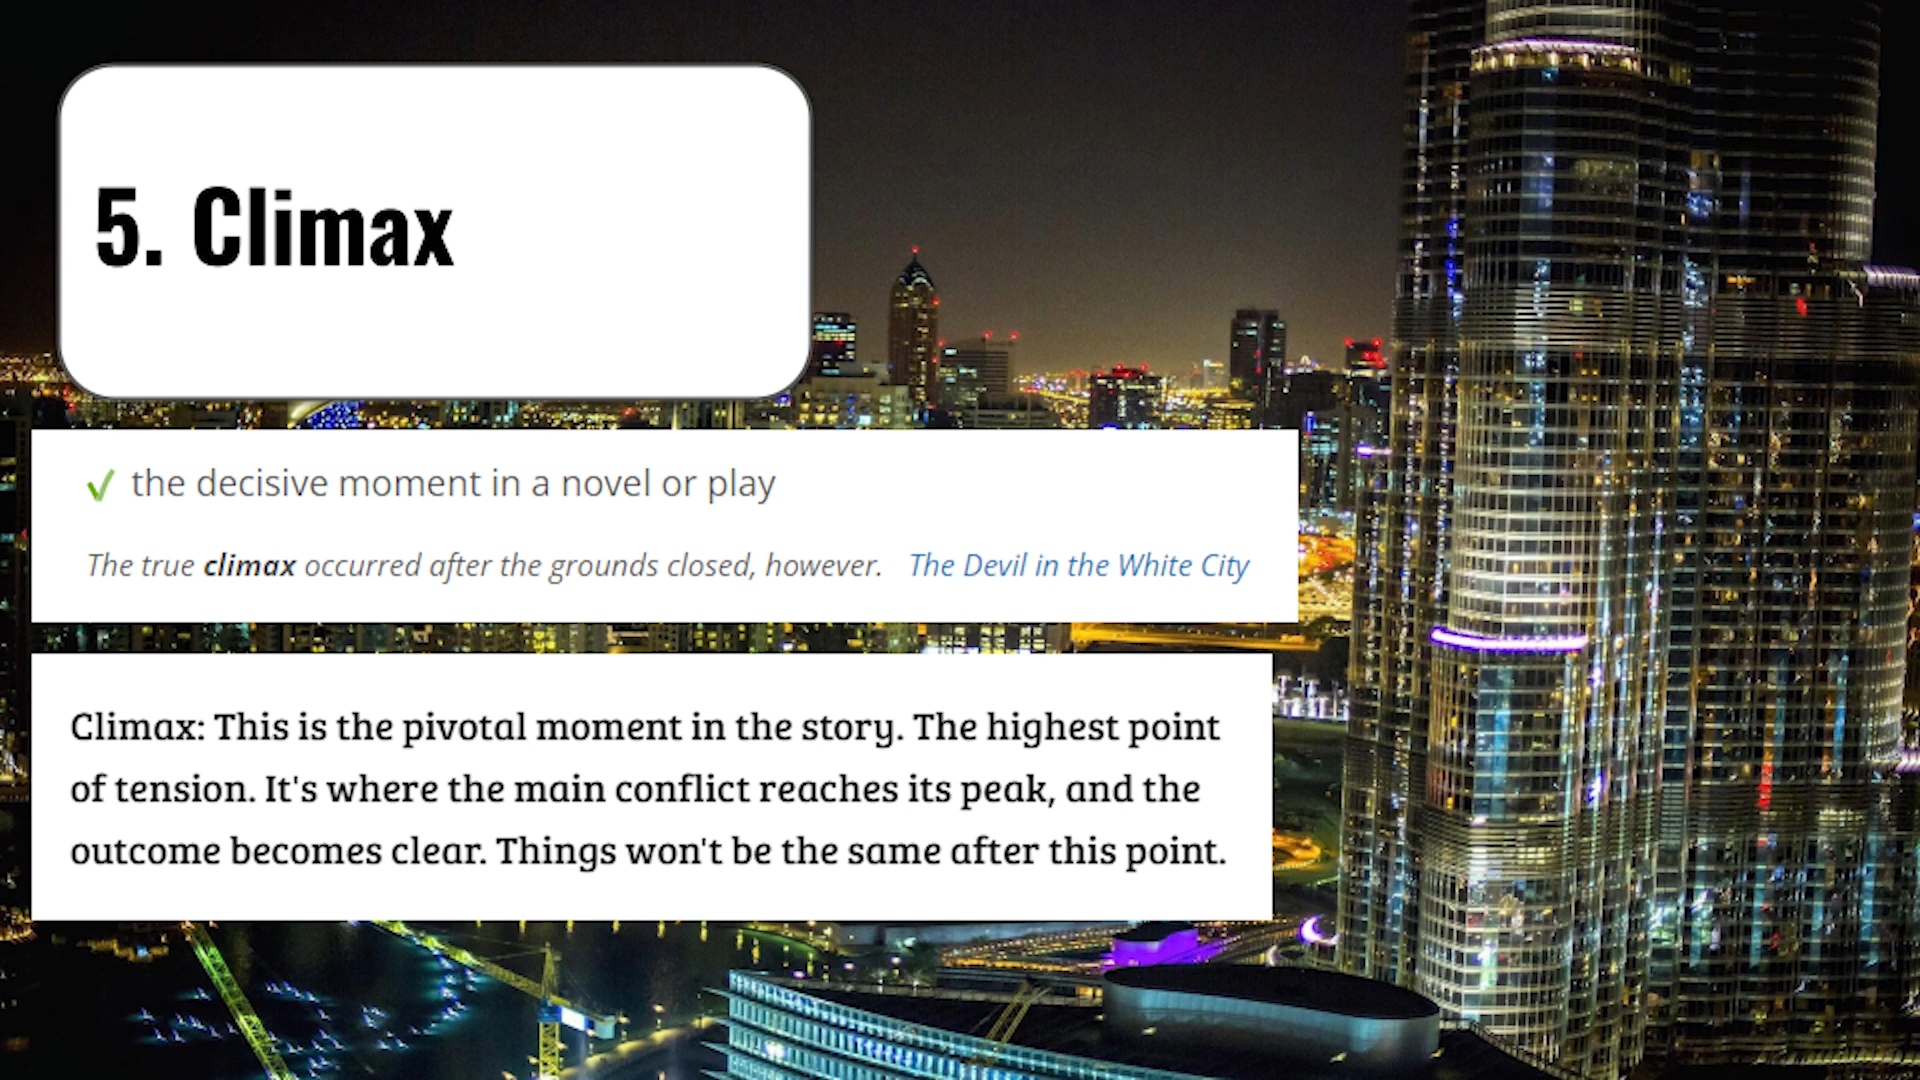 5. Climax
the decisive moment in a novel or play
The true climax occurred after the grounds closed, however. The Devil in the White City
Climax: This is the pivotal moment in the story. The highest point
of tension. It's where the main conflict reaches its peak, and the
outcome becomes clear. Things won't be the same after this point.